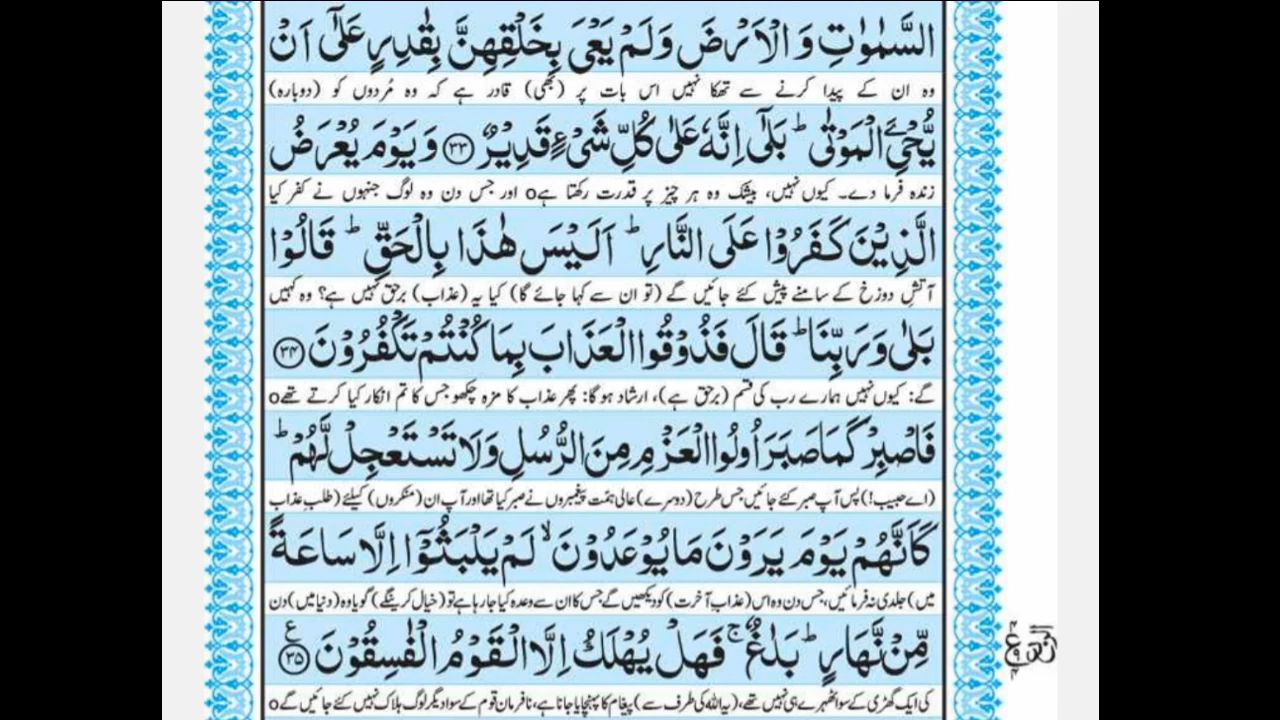 السَّمٰوٰتِ وَ الْاَرْضَ وَلَمْ يَعْيَ بِخَلْقِهِنَّ بِقٰدِرٍ عَلٰۤى اَنْ
وہ ان کے پیدا کرنے سے تھکا نہیں اس بات پر (بھی) قادر ہے کہ وہ مُردوں کو (دوبارہ)
يُّحْيَِۧ الْمَوْتٰى ؕ بَلٰۤى اِنَّهٗ عَلٰى كُلِّ شَىْءٍ قَدِيْرٌ ﴿۳۳﴾ وَ يَوْمَ يُعْرَضُ
زندہ فرما دے۔ کیوں نہیں، بیشک وہ ہر چیز پر قدرت رکھتا ہےo اور جس دن وہ لوگ جنہوں نے کفر کیا
الَّذِيْنَ كَفَرُوْا عَلَى النَّارِ ؕ اَلَيْسَ هٰذَا بِالْحَقِّ ؕ قَالُوْا
آتشِ دوزخ کے سامنے پیش کئے جائیں گے (تو ان سے کہا جائے گا) کیا یہ (عذاب) برحق نہیں ہے؟ وہ کہیں
بَلٰى وَ رَبِّنَا ؕ قَالَ فَذُوْقُوا الْعَذَابَ بِمَا كُنْتُمْ تَكْفُرُوْنَ ﴿۳۴﴾
گے: کیوں نہیں ہمارے رب کی قسم (برحق ہے)، ارشاد ہوگا: پھر عذاب کا مزہ چکھو جس کا تم انکار کیا کرتے تھےo
فَاصْبِرْ كَمَا صَبَرَ اُولُوا الْعَزْمِ مِنَ الرُّسُلِ وَلَا تَسْتَعْجِلْ لَّهُمْ ؕ
(اے حبیب!) پس آپ صبر کئے جائیں جس طرح (دوسرے) عالی ہمّت پیغمبروں نے صبر کیا تھا اور آپ ان (منکروں) کیلئے (طلبِ عذاب
كَاَنَّهُمْ يَوْمَ يَرَوْنَ مَا يُوْعَدُوْنَ ۙ لَمْ يَلْبَثُوْۤا اِلَّا سَاعَةً
میں) جلدی نہ فرمائیں، جس دن وہ اس (عذابِ آخرت) کو دیکھیں گے جس کا ان سے وعدہ کیا جا رہا ہے تو (خیال کرینگے) گویا وہ (دنیا میں) دن
مِّنْ نَّهَارٍ ؕ بَلٰغٌ ۚ فَهَلْ يُهْلَكُ اِلَّا الْقَوْمُ الْفٰسِقُوْنَ ﴿۳۵﴾ ع
کی ایک گھڑی کے سوا ٹھہرے ہی نہیں تھے، (یہ اللہ کی طرف سے) پیغام کا پہنچایا جانا ہے، نافرمان قوم کے سوا دیگر لوگ ہلاک نہیں کئے جائیں گےo